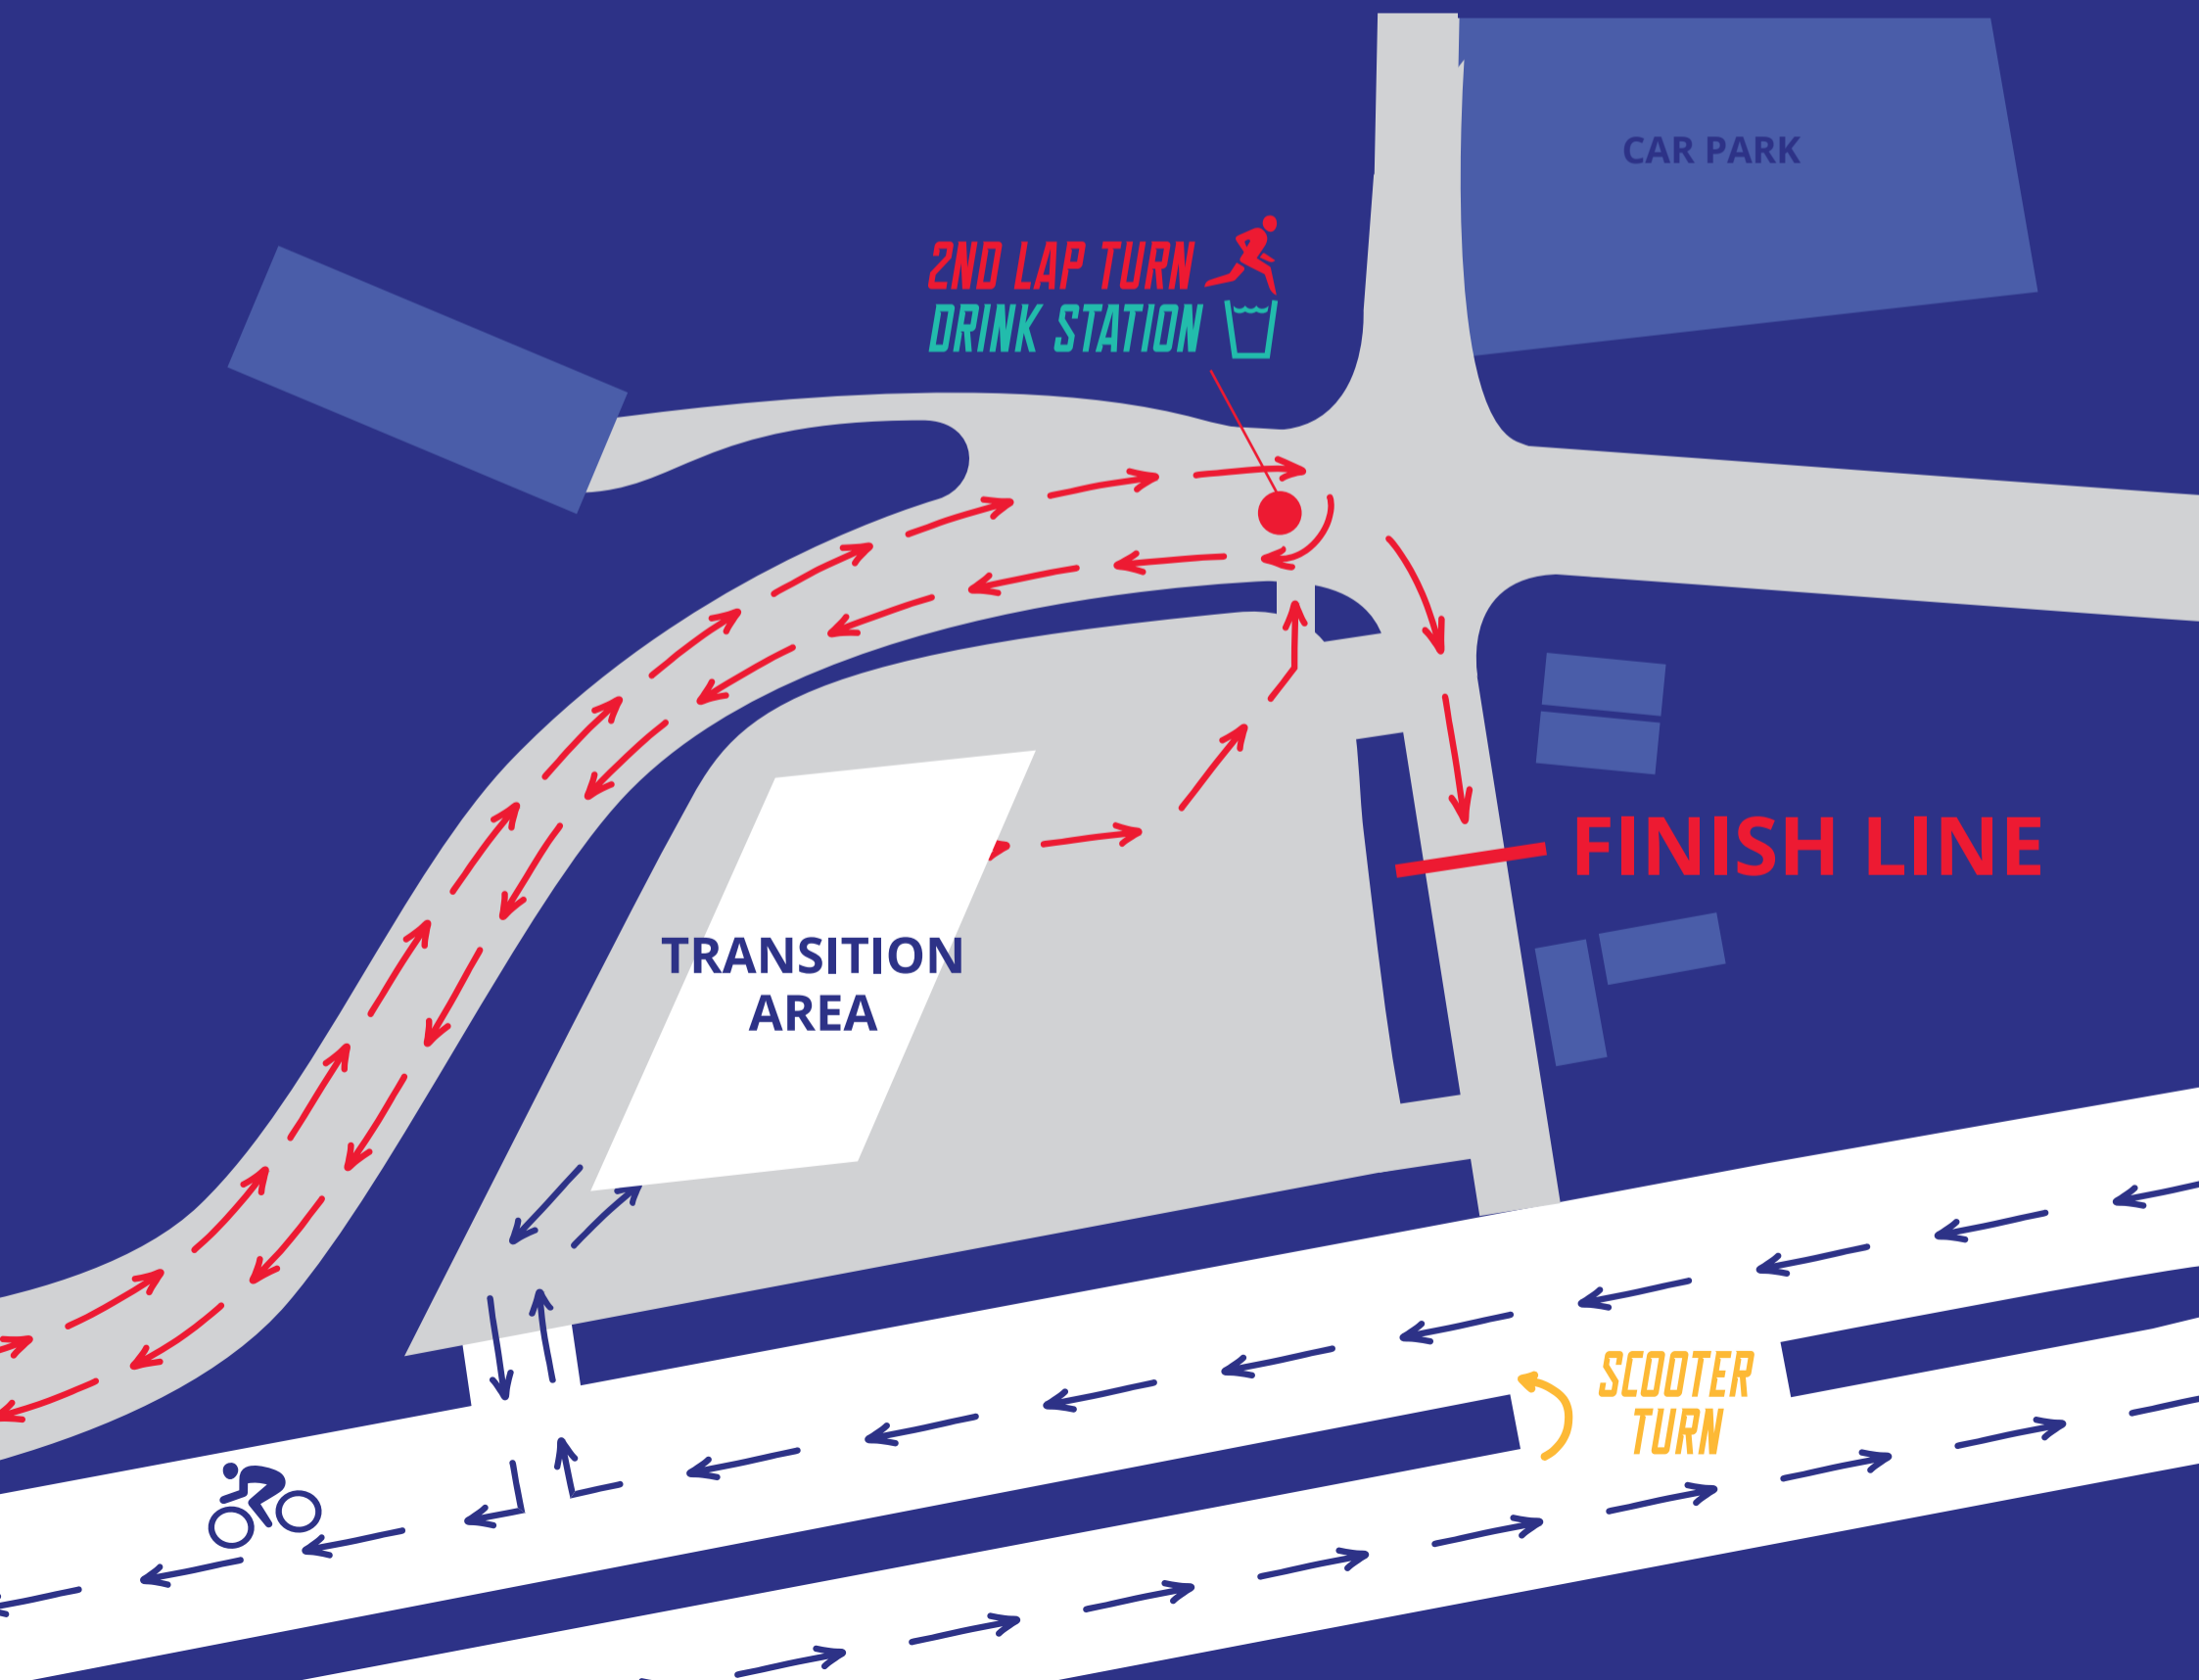 CAR PARK
2ND LAP TURN
DRINK STATION
FINISH LINE
TRANSITION
AREA
SCOOTER
TURN